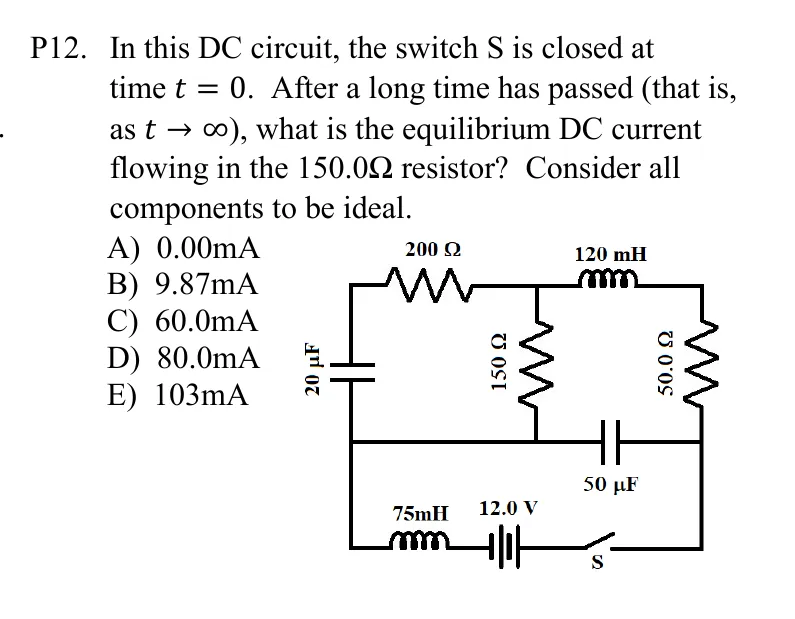 P12. In this DC circuit, the switch S is closed at
time t = 0. After a long time has passed (that is,
as t → ∞), what is the equilibrium DC current
flowing in the 150.0Ω resistor? Consider all
components to be ideal.
A) 0.00mA
B) 9.87mA
C) 60.0mA
D) 80.0mA
E) 103mA
200 Ω
120 mH
20 μF
150 Ω
50.0 Ω
50 μF
75mH
12.0 V
S